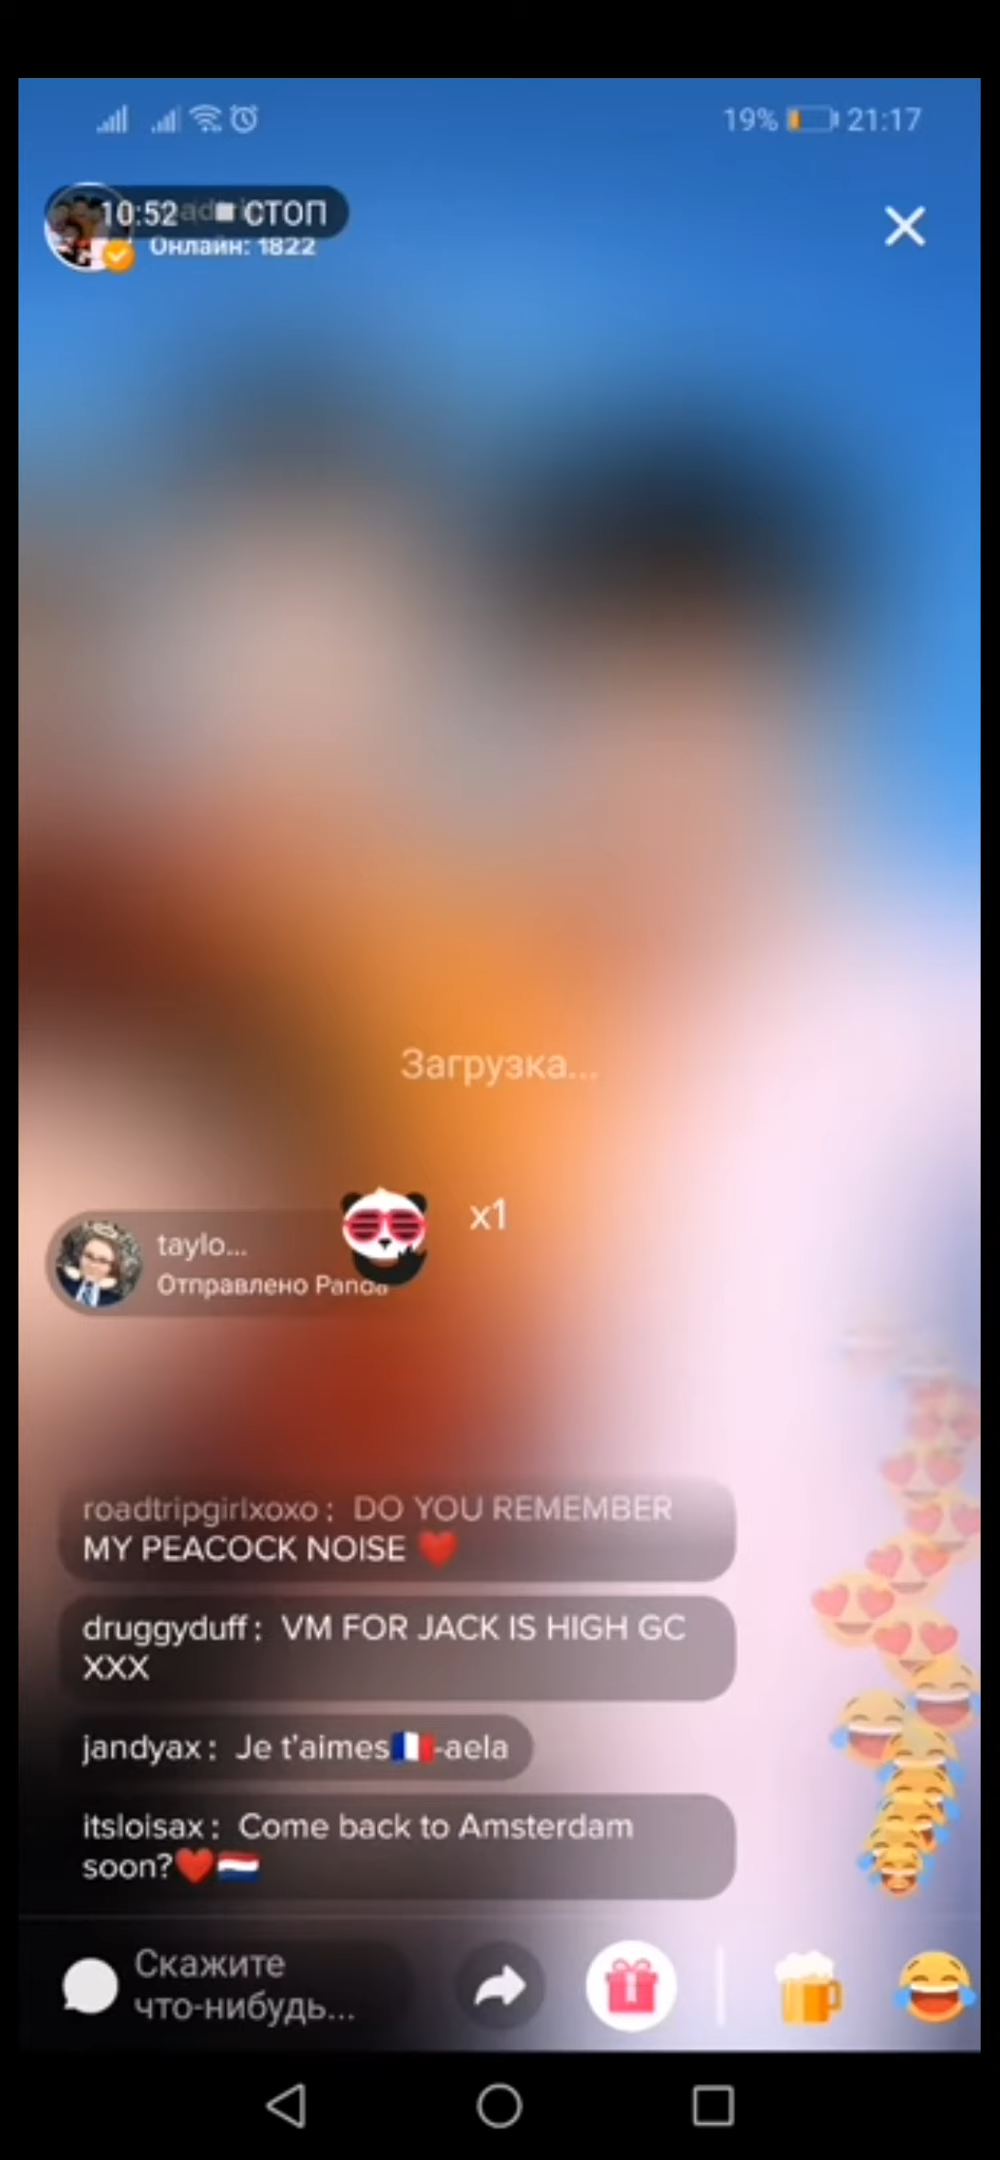 19% 21:17
10:52 СТОП
Онлайн: 1822
Загрузка...
x1
taylo...
Отправлено Panda
roadtripgirlxoxo : DO YOU REMEMBER
MY PEACOCK NOISE ❤️
druggyduff : VM FOR JACK IS HIGH GC
XXX
jandyax : Je t'aimes🇫🇷-aela
itsloisax : Come back to Amsterdam
soon?❤️🇳🇱
Скажите
что-нибудь...